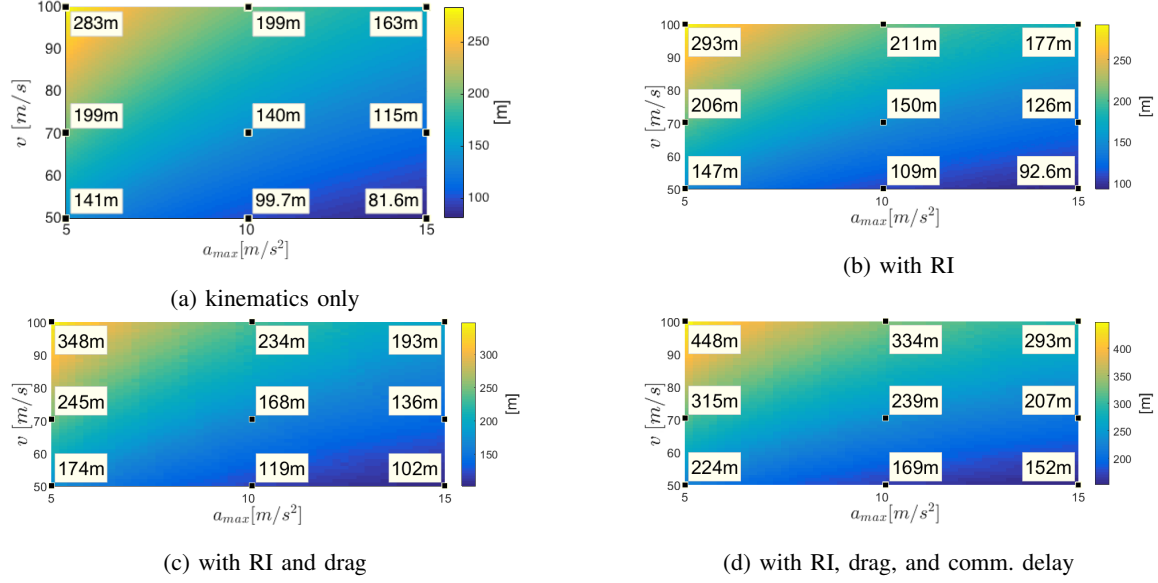 283m 199m 163m
199m 140m 115m
141m 99.7m 81.6m
100
90
80
70
60
50
5 10 15
v [m/s]
a_max[m/s²]
250
200
150
100
[m]
(a) kinematics only
293m 211m 177m
206m 150m 126m
147m 109m 92.6m
100
90
80
70
60
50
5 10 15
v [m/s]
a_max[m/s²]
250
200
150
100
[m]
(b) with RI
348m 234m 193m
245m 168m 136m
174m 119m 102m
100
90
80
70
60
50
5 10 15
v [m/s]
a_max[m/s²]
300
200
100
[m]
(c) with RI and drag
448m 334m 293m
315m 239m 207m
224m 169m 152m
100
90
80
70
60
50
5 10 15
v [m/s]
a_max[m/s²]
400
350
300
250
200
[m]
(d) with RI, drag, and comm. delay